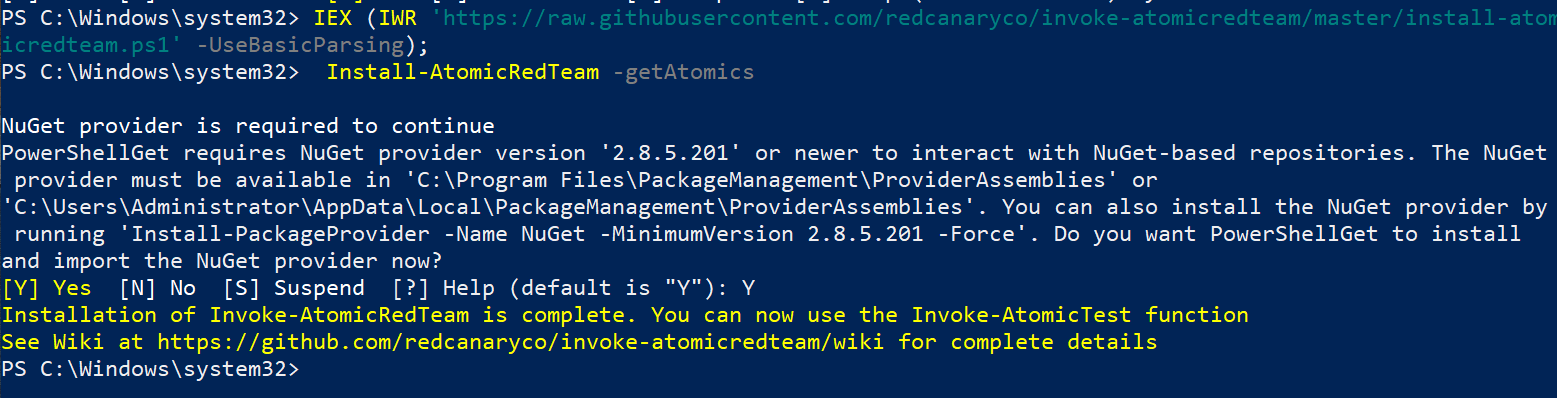 PS C:\Windows\system32> IEX (IWR 'https://raw.githubusercontent.com/redcanaryco/invoke-atomicredteam/master/install-atom
icredteam.ps1' -UseBasicParsing);
PS C:\Windows\system32>  Install-AtomicRedTeam -getAtomics
NuGet provider is required to continue
PowerShellGet requires NuGet provider version '2.8.5.201' or newer to interact with NuGet-based repositories. The NuGet
 provider must be available in 'C:\Program Files\PackageManagement\ProviderAssemblies' or
'C:\Users\Administrator\AppData\Local\PackageManagement\ProviderAssemblies'. You can also install the NuGet provider by
 running 'Install-PackageProvider -Name NuGet -MinimumVersion 2.8.5.201 -Force'. Do you want PowerShellGet to install
and import the NuGet provider now?
[Y] Yes  [N] No  [S] Suspend  [?] Help (default is "Y"): Y
Installation of Invoke-AtomicRedTeam is complete. You can now use the Invoke-AtomicTest function
See Wiki at https://github.com/redcanaryco/invoke-atomicredteam/wiki for complete details
PS C:\Windows\system32>